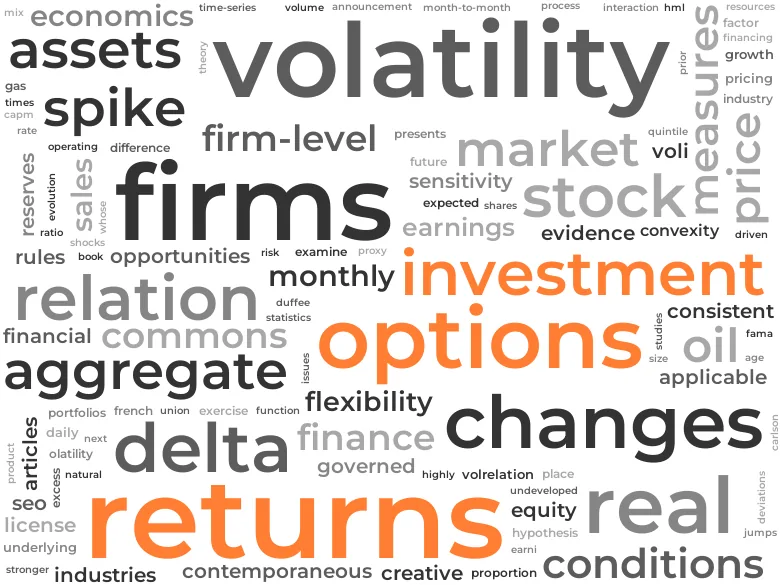 mix
economics
time-series
volume
announcement
month-to-month
process
interaction
hml
resources
factor
financing
assets
theory
volatility
prior
measures
growth
gas
times
capm
rate
spike
pricing
industry
firm-level
presents
quintile
price
operating
difference
future
market
voli
reserves
evolution
sales
whose
firms
sensitivity
stock
expected
shares
ratio
shocks
earnings
evidence
convexity
driven
rules
book
opportunities
risk
examine
proxy
monthly
investment
relation
duffee
statistics
options
consistent
studies
financial
commons
oil
fama
size
age
aggregate
issues
applicable
flexibility
portfolios
french
union
exercise
function
changes
carlson
articles
daily
next
olatility
delta
finance
product
excess
natural
governed
highly
volrelation
place
undeveloped
deviations
seo
returns
equity
real
license
hypothesis
jumps
underlying
earni
stronger
industries
contemporaneous
creative
proportion
conditions